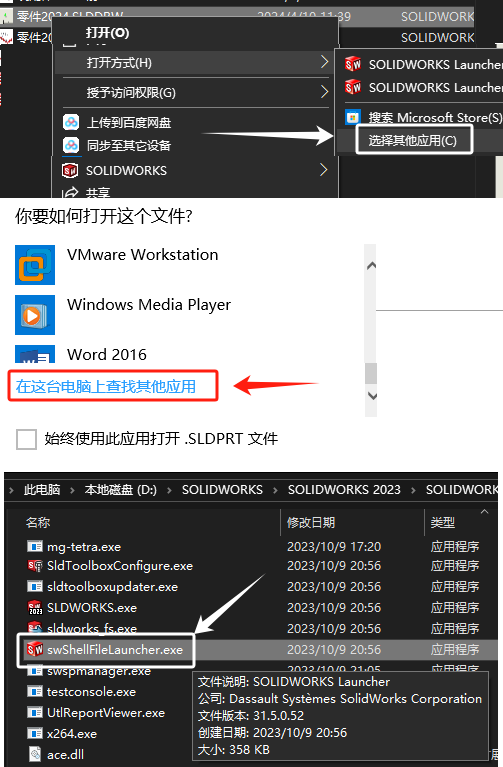 零件2024.SLDDRW
2024/4/19 11:39
SOLIDWORKS
零件20
SOLIDWORKS
打开(O)
打开方式(H)
授予访问权限(G)
上传到百度网盘
同步至其它设备
SOLIDWORKS
共享
SOLIDWORKS Launcher
SOLIDWORKS Launcher
搜索 Microsoft Store(S)
选择其他应用(C)
你要如何打开这个文件?
VMware Workstation
Windows Media Player
Word 2016
在这台电脑上查找其他应用
始终使用此应用打开 .SLDPRT 文件
此电脑 › 本地磁盘 (D:) › SOLIDWORKS › SOLIDWORKS 2023 › SOLIDWORKS
名称 修改日期 类型
mg-tetra.exe 2023/10/9 17:20 应用程序
SldToolboxConfigure.exe 2023/10/9 20:56 应用程序
sldtoolboxupdater.exe 2023/10/9 20:56 应用程序
SLDWORKS.exe 2023/10/9 20:56 应用程序
sldworks_fs.exe 2023/10/9 20:56 应用程序
swShellFileLauncher.exe 2023/10/9 20:56 应用程序
swspmanager.exe 2023/10/9 21:05 应用程序
testconsole.exe
UtlReportViewer.exe
x264.exe
ace.dll
文件说明: SOLIDWORKS Launcher
公司: Dassault Systèmes SolidWorks Corporation
文件版本: 31.5.0.52
创建日期: 2023/10/9 20:56
大小: 358 KB